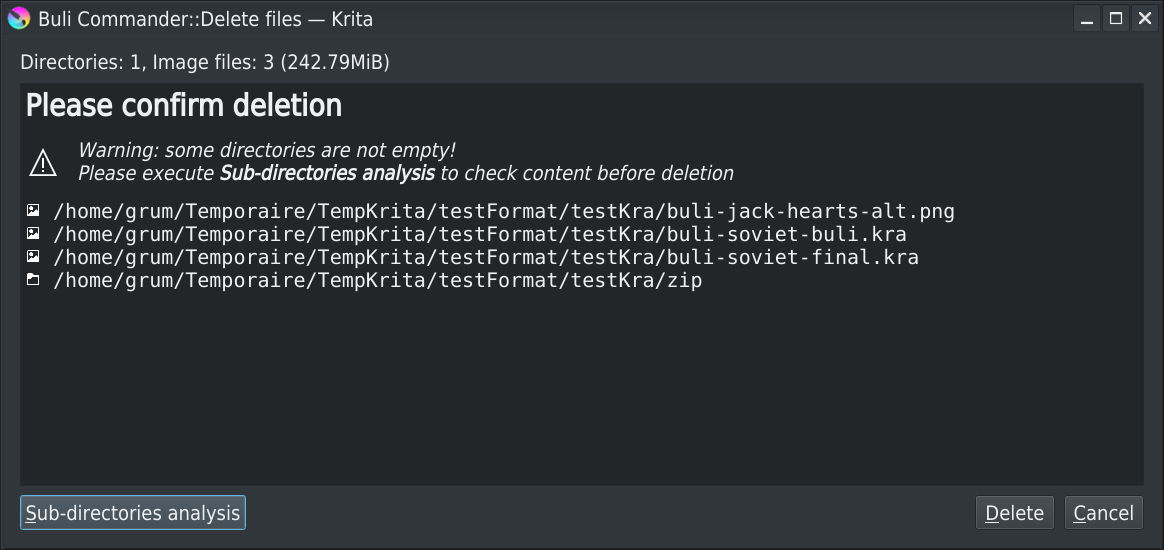 Buli Commander::Delete files — Krita
Directories: 1, Image files: 3 (242.79MiB)
Please confirm deletion
Warning: some directories are not empty!
Please execute Sub-directories analysis to check content before deletion
/home/grum/Temporaire/TempKrita/testFormat/testKra/buli-jack-hearts-alt.png
/home/grum/Temporaire/TempKrita/testFormat/testKra/buli-soviet-buli.kra
/home/grum/Temporaire/TempKrita/testFormat/testKra/buli-soviet-final.kra
/home/grum/Temporaire/TempKrita/testFormat/testKra/zip
Sub-directories analysis Delete Cancel